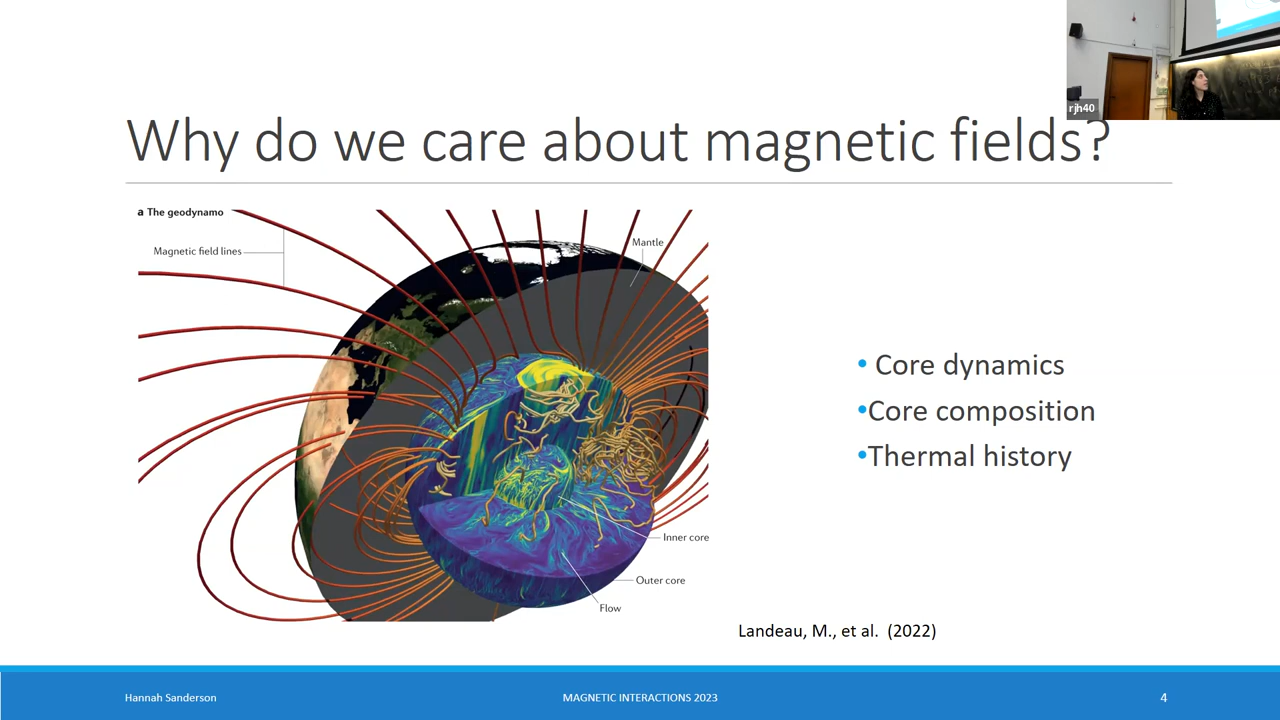 rjh40
Why do we care about magnetic fields?
a The geodynamo
Magnetic field lines
Mantle
Inner core
Outer core
Flow
• Core dynamics
•Core composition
•Thermal history
Landeau, M., et al. (2022)
Hannah Sanderson
MAGNETIC INTERACTIONS 2023
4